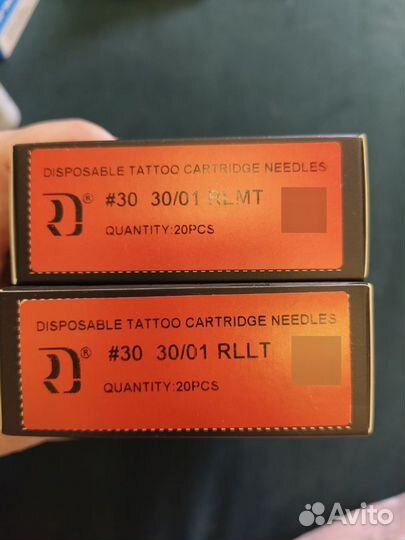 DISPOSABLE TATTOO CARTRIDGE NEEDLES
® #30 30/01 RLMT
QUANTITY:20PCS
DISPOSABLE TATTOO CARTRIDGE NEEDLES
® #30 30/01 RLLT
QUANTITY:20PCS
Avito